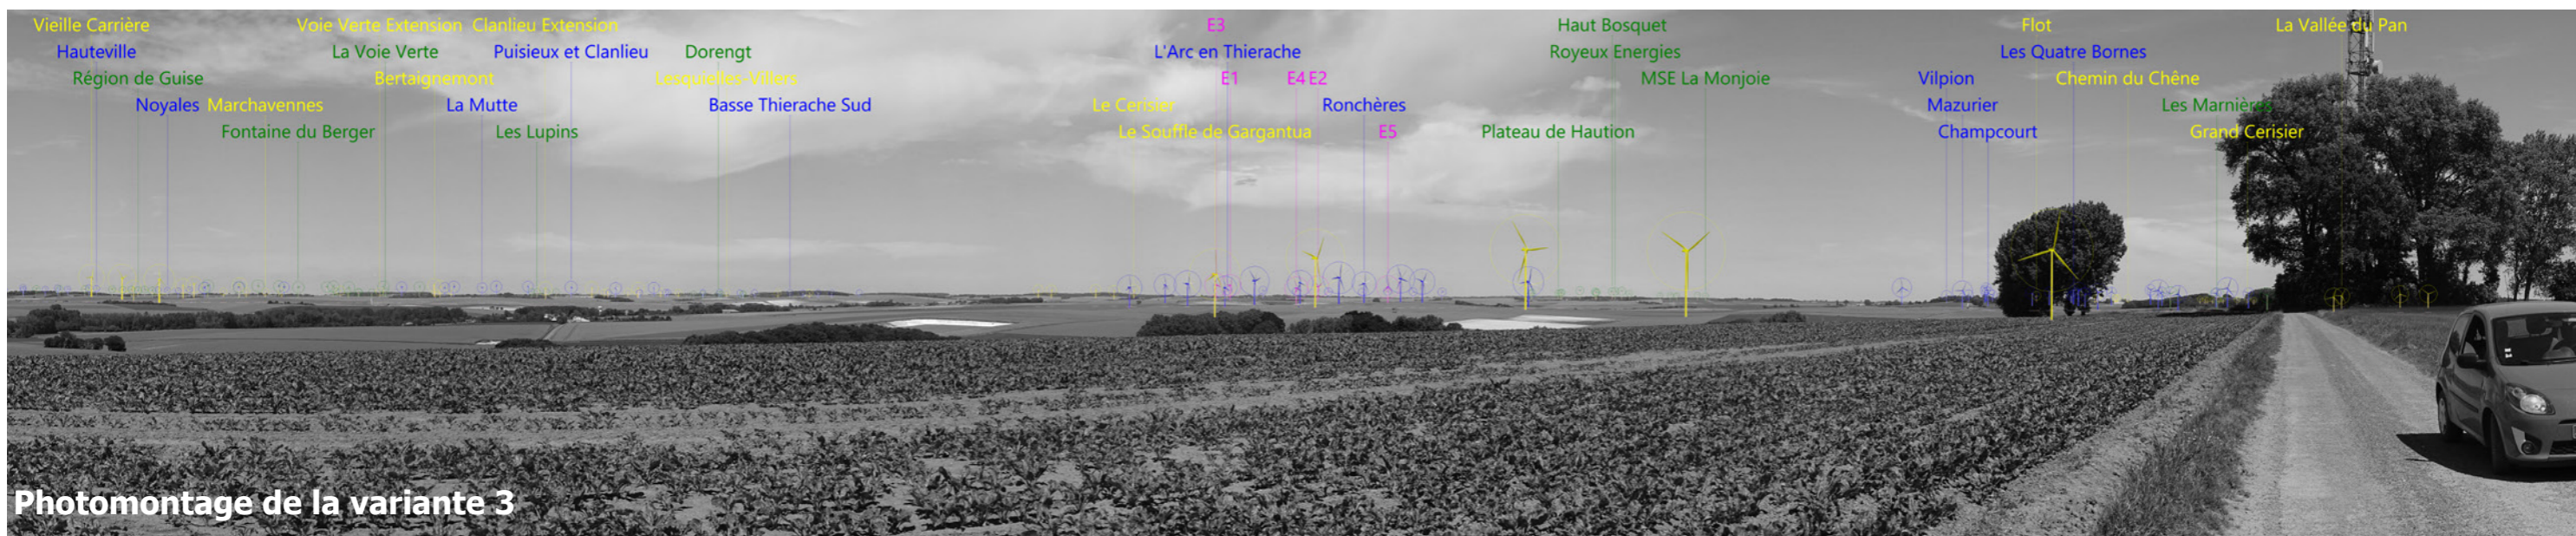 Vieille Carrière Voie Verte Extension Clanlieu Extension E3 Haut Bosquet Flot La Vallée du Pan
Hauteville La Voie Verte Puisieux et Clanlieu Dorengt L'Arc en Thierache Royeux Energies Les Quatre Bornes
Région de Guise Bertaignemont Lesquielles-Villers E1 E4 E2 MSE La Monjoie Vilpion Chemin du Chêne
Noyales Marchavennes La Mutte Basse Thierache Sud Le Cerisier Ronchères Mazurier Les Marnières
Fontaine du Berger Les Lupins Le Souffle de Gargantua E5 Plateau de Haution Champcourt Grand Cerisier
Photomontage de la variante 3